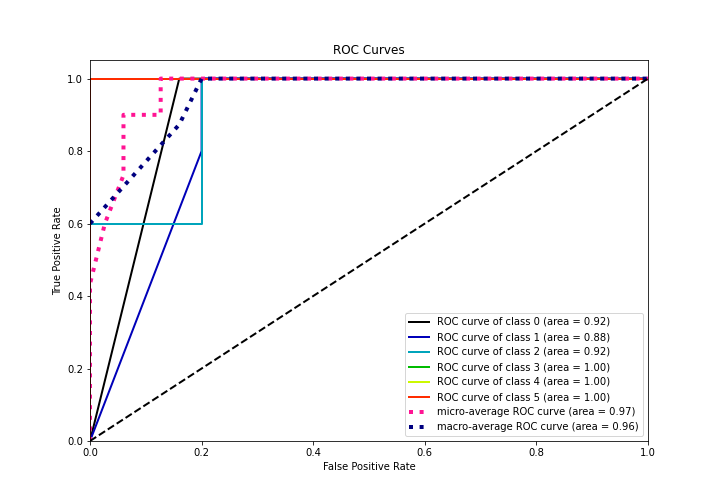 ROC Curves
True Positive Rate
1.0
0.8
0.6
0.4
0.2
0.0
0.0 0.2 0.4 0.6 0.8 1.0
False Positive Rate
ROC curve of class 0 (area = 0.92)
ROC curve of class 1 (area = 0.88)
ROC curve of class 2 (area = 0.92)
ROC curve of class 3 (area = 1.00)
ROC curve of class 4 (area = 1.00)
ROC curve of class 5 (area = 1.00)
micro-average ROC curve (area = 0.97)
macro-average ROC curve (area = 0.96)